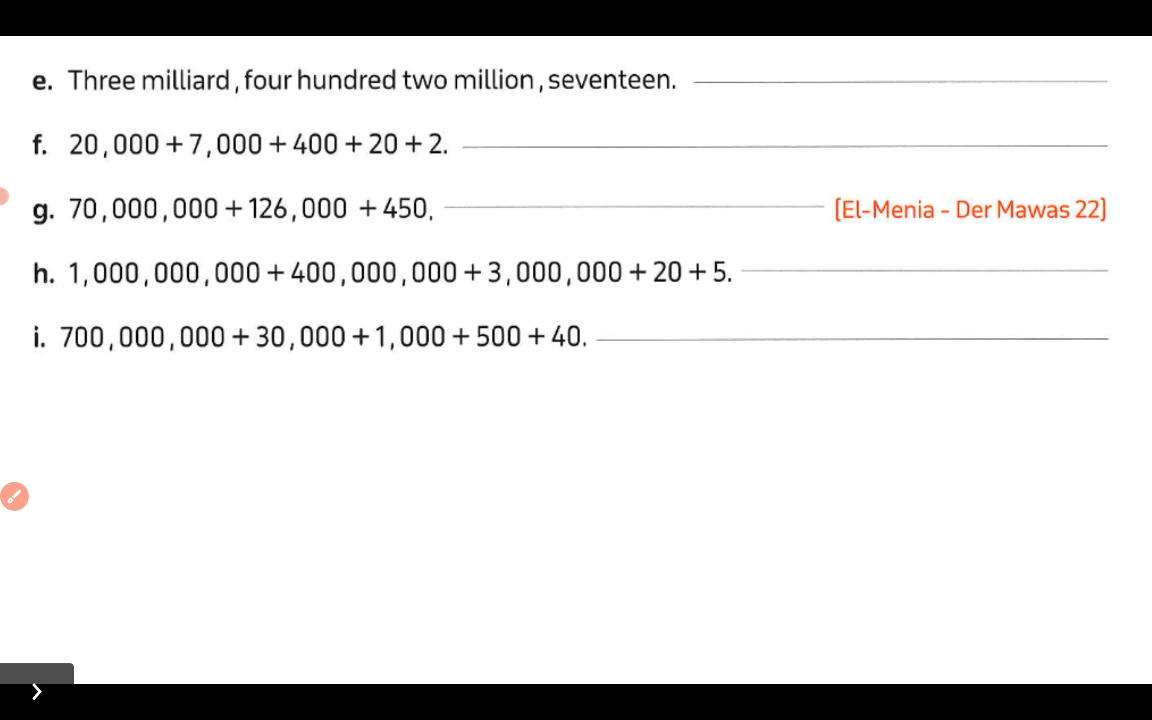 e. Three milliard, four hundred two million, seventeen.
f. 20,000 + 7,000 + 400 + 20 + 2.
g. 70,000,000 + 126,000 + 450. (El-Menia - Der Mawas 22)
h. 1,000,000,000 + 400,000,000 + 3,000,000 + 20 + 5.
i. 700,000,000 + 30,000 + 1,000 + 500 + 40.